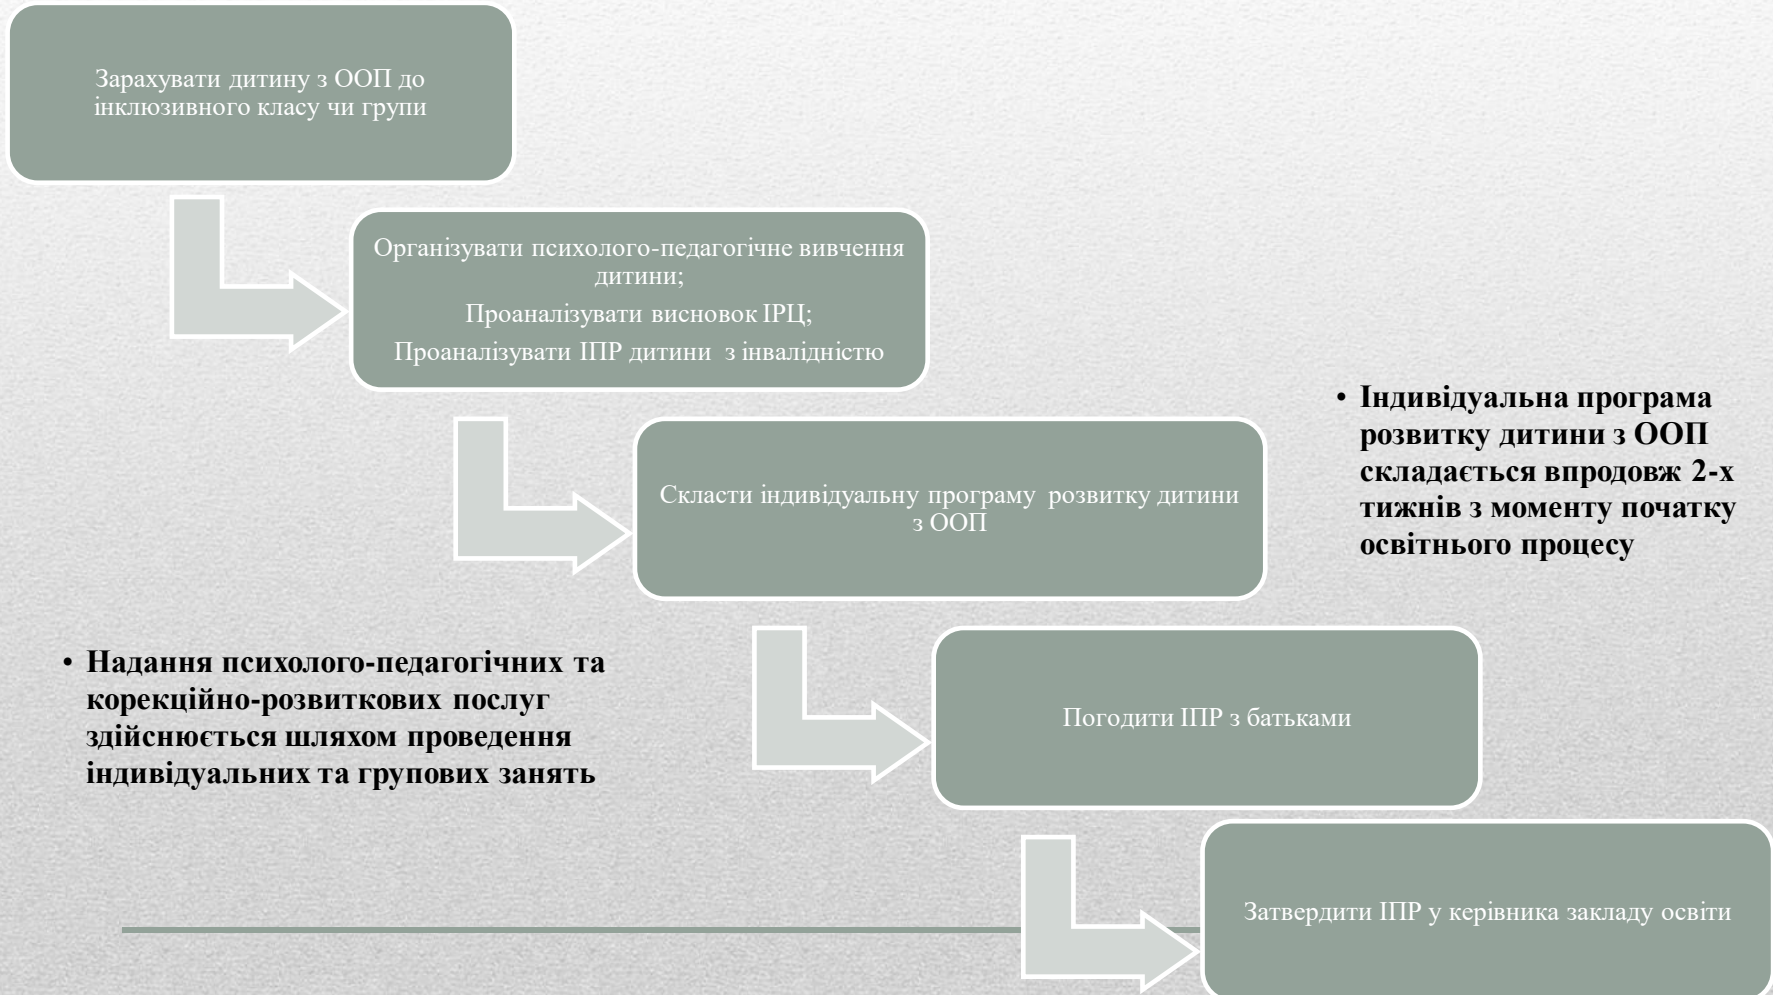 Зарахувати дитину з ООП до
інклюзивного класу чи групи
Організувати психолого-педагогічне вивчення
дитини;
Проаналізувати висновок ІРЦ;
Проаналізувати ІПР дитини з інвалідністю
• Індивідуальна програма
розвитку дитини з ООП
складається впродовж 2-х
тижнів з моменту початку
освітнього процесу
Скласти індивідуальну програму розвитку дитини
з ООП
• Надання психолого-педагогічних та
корекційно-розвиткових послуг
здійснюється шляхом проведення
індивідуальних та групових занять
Погодити ІПР з батьками
Затвердити ІПР у керівника закладу освіти